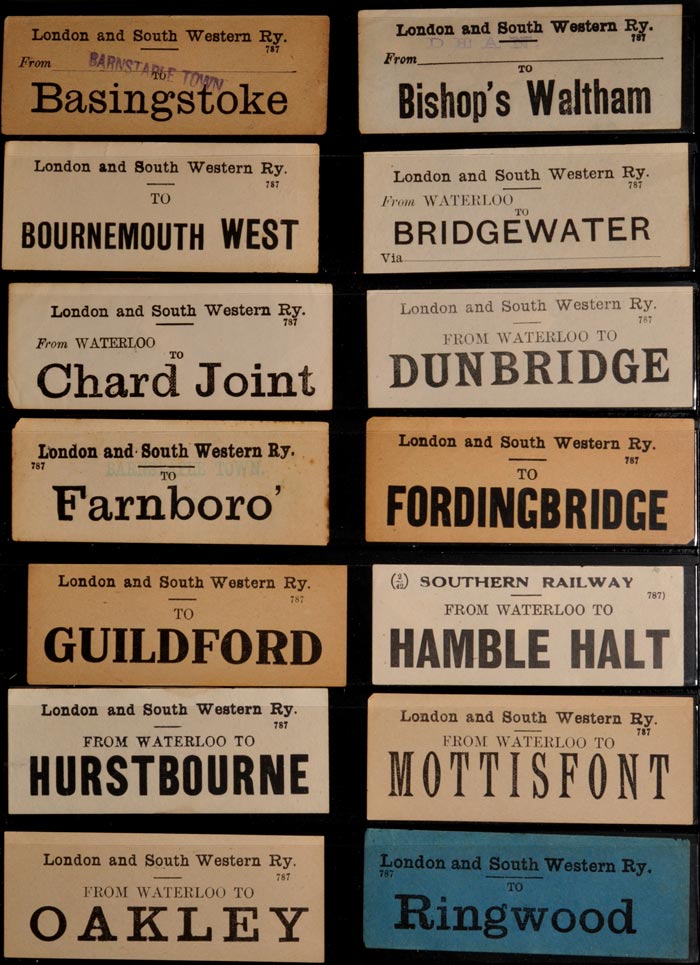 London and South Western Ry.
787
From BARNSTAPLE TOWN
TO
Basingstoke
London and South Western Ry.
787
From
TO
Bishop's Waltham
London and South Western Ry.
787
TO
BOURNEMOUTH WEST
London and South Western Ry.
787
From WATERLOO
TO
BRIDGEWATER
Via
London and South Western Ry.
787
From WATERLOO
TO
Chard Joint
London and South Western Ry.
787
FROM WATERLOO TO
DUNBRIDGE
London and South Western Ry.
787
BARNSTAPLE TOWN.
TO
Farnboro'
London and South Western Ry.
787
TO
FORDINGBRIDGE
London and South Western Ry.
787
TO
GUILDFORD
SOUTHERN RAILWAY
787)
FROM WATERLOO TO
HAMBLE HALT
London and South Western Ry.
787
FROM WATERLOO TO
HURSTBOURNE
London and South Western Ry.
787
FROM WATERLOO TO
MOTTISFONT
London and South Western Ry.
787
FROM WATERLOO TO
OAKLEY
London and South Western Ry.
787
TO
Ringwood